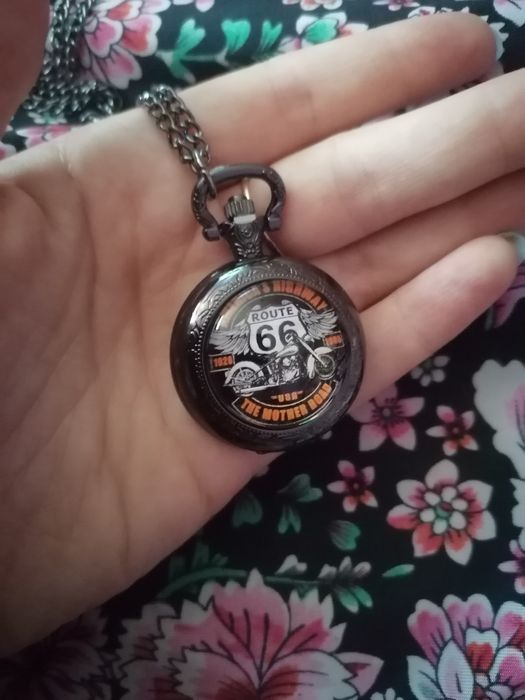 HIGHWAY
ROUTE
66
1926
"USA"
THE MOTHER ROAD